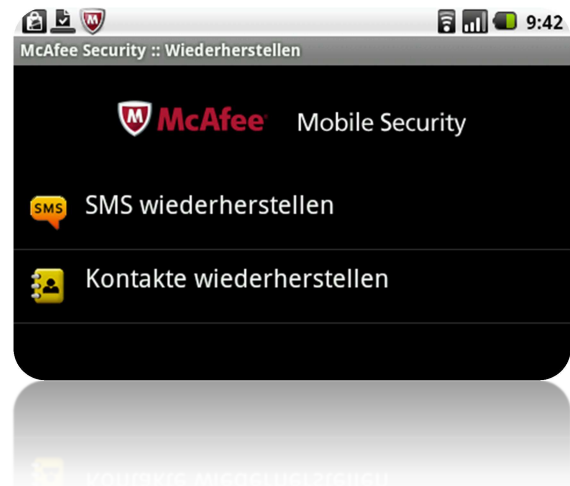 9:42
McAfee Security :: Wiederherstellen
McAfee Mobile Security
SMS
SMS wiederherstellen
Kontakte wiederherstellen